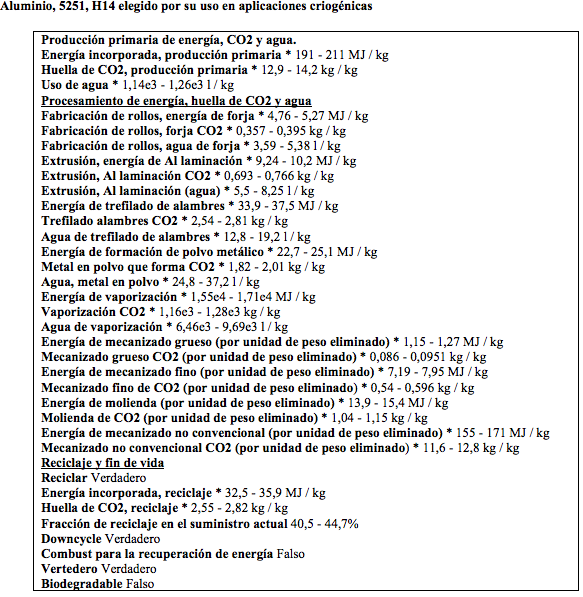 Aluminio, 5251, H14 elegido por su uso en aplicaciones criogénicas
Producción primaria de energía, CO2 y agua.
Energía incorporada, producción primaria * 191 - 211 MJ / kg
Huella de CO2, producción primaria * 12,9 - 14,2 kg / kg
Uso de agua * 1,14e3 - 1,26e3 l / kg
Procesamiento de energía, huella de CO2 y agua
Fabricación de rollos, energía de forja * 4,76 - 5,27 MJ / kg
Fabricación de rollos, forja CO2 * 0,357 - 0,395 kg / kg
Fabricación de rollos, agua de forja * 3,59 - 5,38 l / kg
Extrusión, energía de Al laminación * 9,24 - 10,2 MJ / kg
Extrusión, Al laminación CO2 * 0,693 - 0,766 kg / kg
Extrusión, Al laminación (agua) * 5,5 - 8,25 l / kg
Energía de trefilado de alambres * 33,9 - 37,5 MJ / kg
Trefilado alambres CO2 * 2,54 - 2,81 kg / kg
Agua de trefilado de alambres * 12,8 - 19,2 l / kg
Energía de formación de polvo metálico * 22,7 - 25,1 MJ / kg
Metal en polvo que forma CO2 * 1,82 - 2,01 kg / kg
Agua, metal en polvo * 24,8 - 37,2 l / kg
Energía de vaporización * 1,55e4 - 1,71e4 MJ / kg
Vaporización CO2 * 1,16e3 - 1,28e3 kg / kg
Agua de vaporización * 6,46e3 - 9,69e3 l / kg
Energía de mecanizado grueso (por unidad de peso eliminado) * 1,15 - 1,27 MJ / kg
Mecanizado grueso CO2 (por unidad de peso eliminado) * 0,086 - 0,0951 kg / kg
Energía de mecanizado fino (por unidad de peso eliminado) * 7,19 - 7,95 MJ / kg
Mecanizado fino de CO2 (por unidad de peso eliminado) * 0,54 - 0,596 kg / kg
Energía de molienda (por unidad de peso eliminado) * 13,9 - 15,4 MJ / kg
Molienda de CO2 (por unidad de peso eliminado) * 1,04 - 1,15 kg / kg
Energía de mecanizado no convencional (por unidad de peso eliminado) * 155 - 171 MJ / kg
Mecanizado no convencional CO2 (por unidad de peso eliminado) * 11,6 - 12,8 kg / kg
Reciclaje y fin de vida
Reciclar Verdadero
Energía incorporada, reciclaje * 32,5 - 35,9 MJ / kg
Huella de CO2, reciclaje * 2,55 - 2,82 kg / kg
Fracción de reciclaje en el suministro actual 40,5 - 44,7%
Downcycle Verdadero
Combust para la recuperación de energía Falso
Vertedero Verdadero
Biodegradable Falso